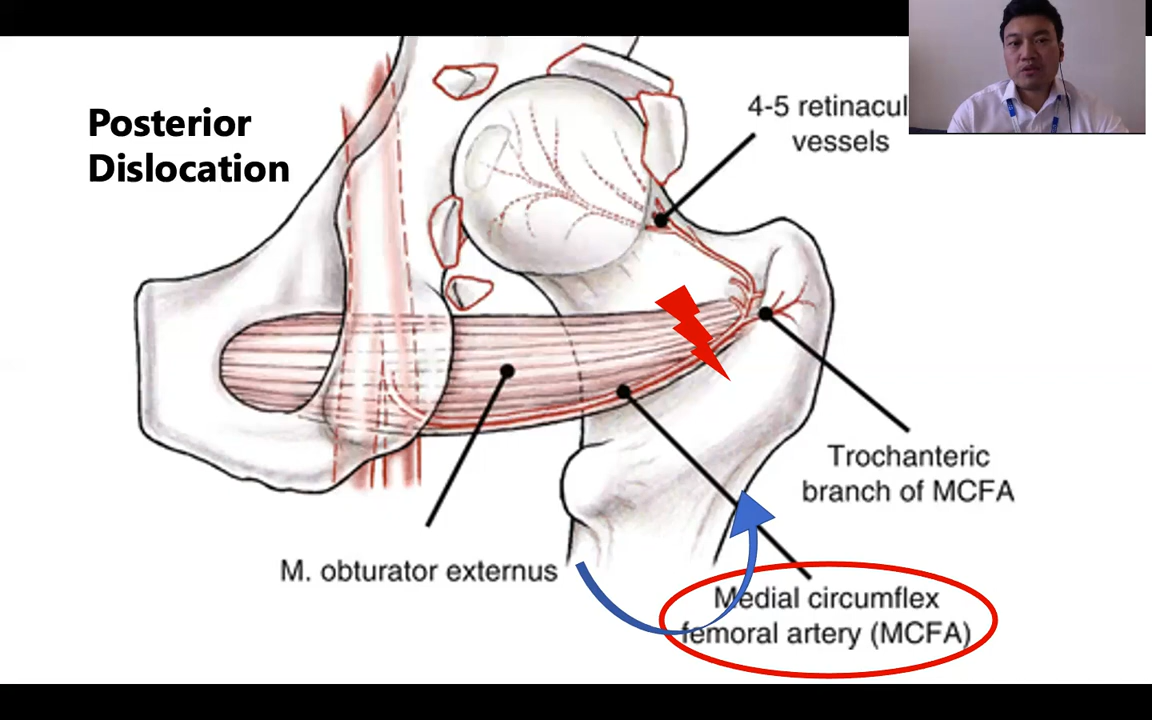 Posterior
Dislocation
4-5 retinacul
vessels
Trochanteric
branch of MCFA
M. obturator externus
Medial circumflex
femoral artery (MCFA)